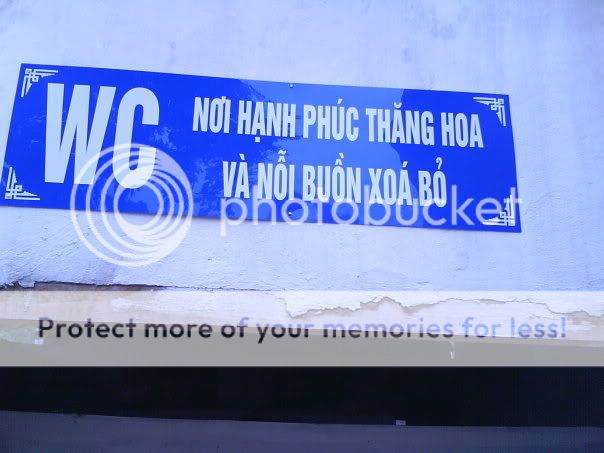 WC
NƠI HẠNH PHÚC THĂNG HOA
VÀ NỖI BUỒN XOÁ BỎ
photobucket
Protect more of your memories for less!